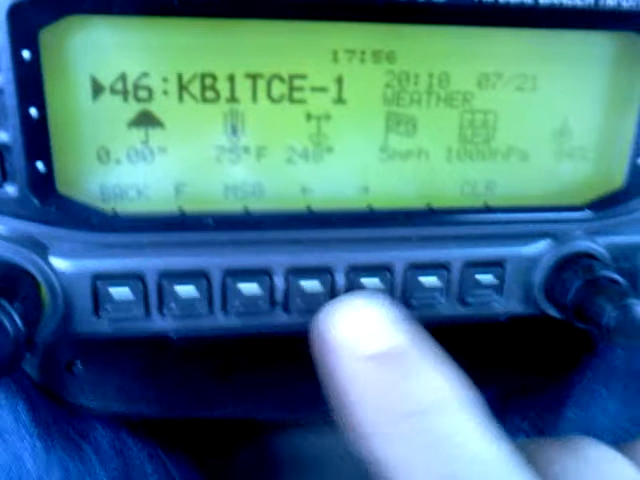 17:56
▶46:KB1TCE-1 20:10 07/21
WEATHER
0.00" 75°F 248° 5mph 1000hPa
BACK F MSG ← → CLR